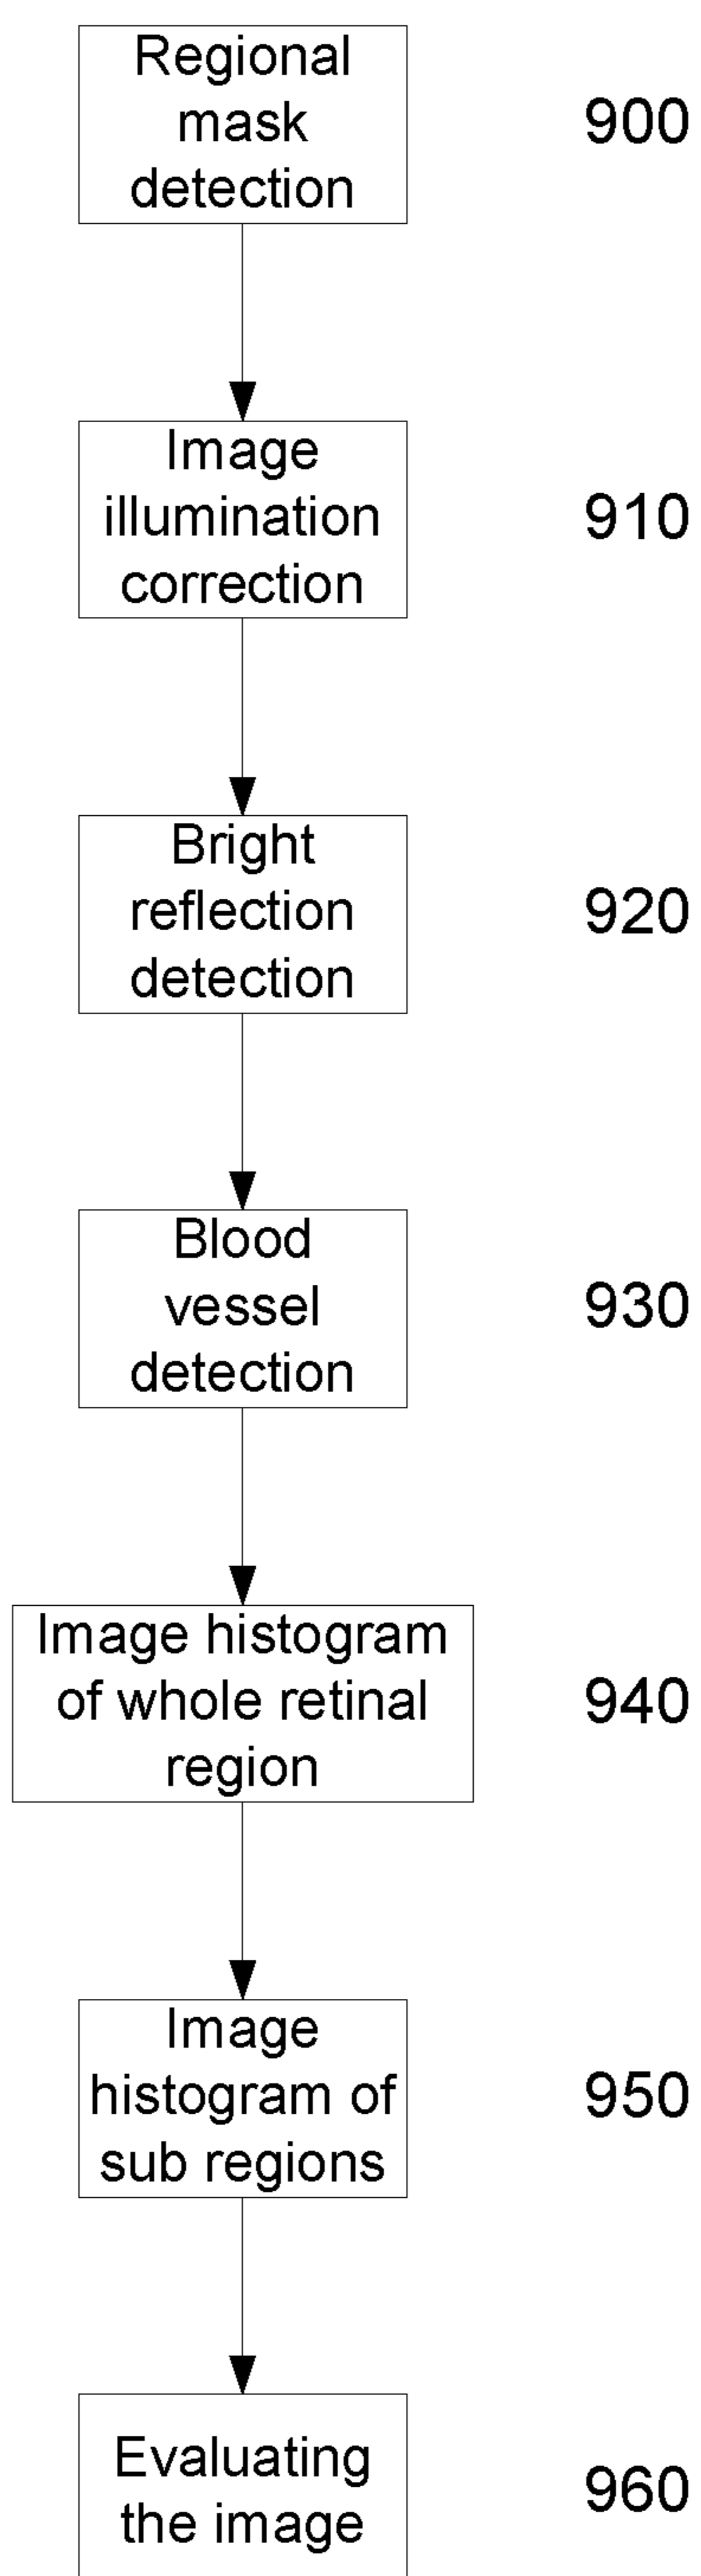 Regional
mask
detection
900
Image
illumination
correction
910
Bright
reflection
detection
920
Blood
vessel
detection
930
Image histogram
of whole retinal
region
940
Image
histogram of
sub regions
950
Evaluating
the image
960